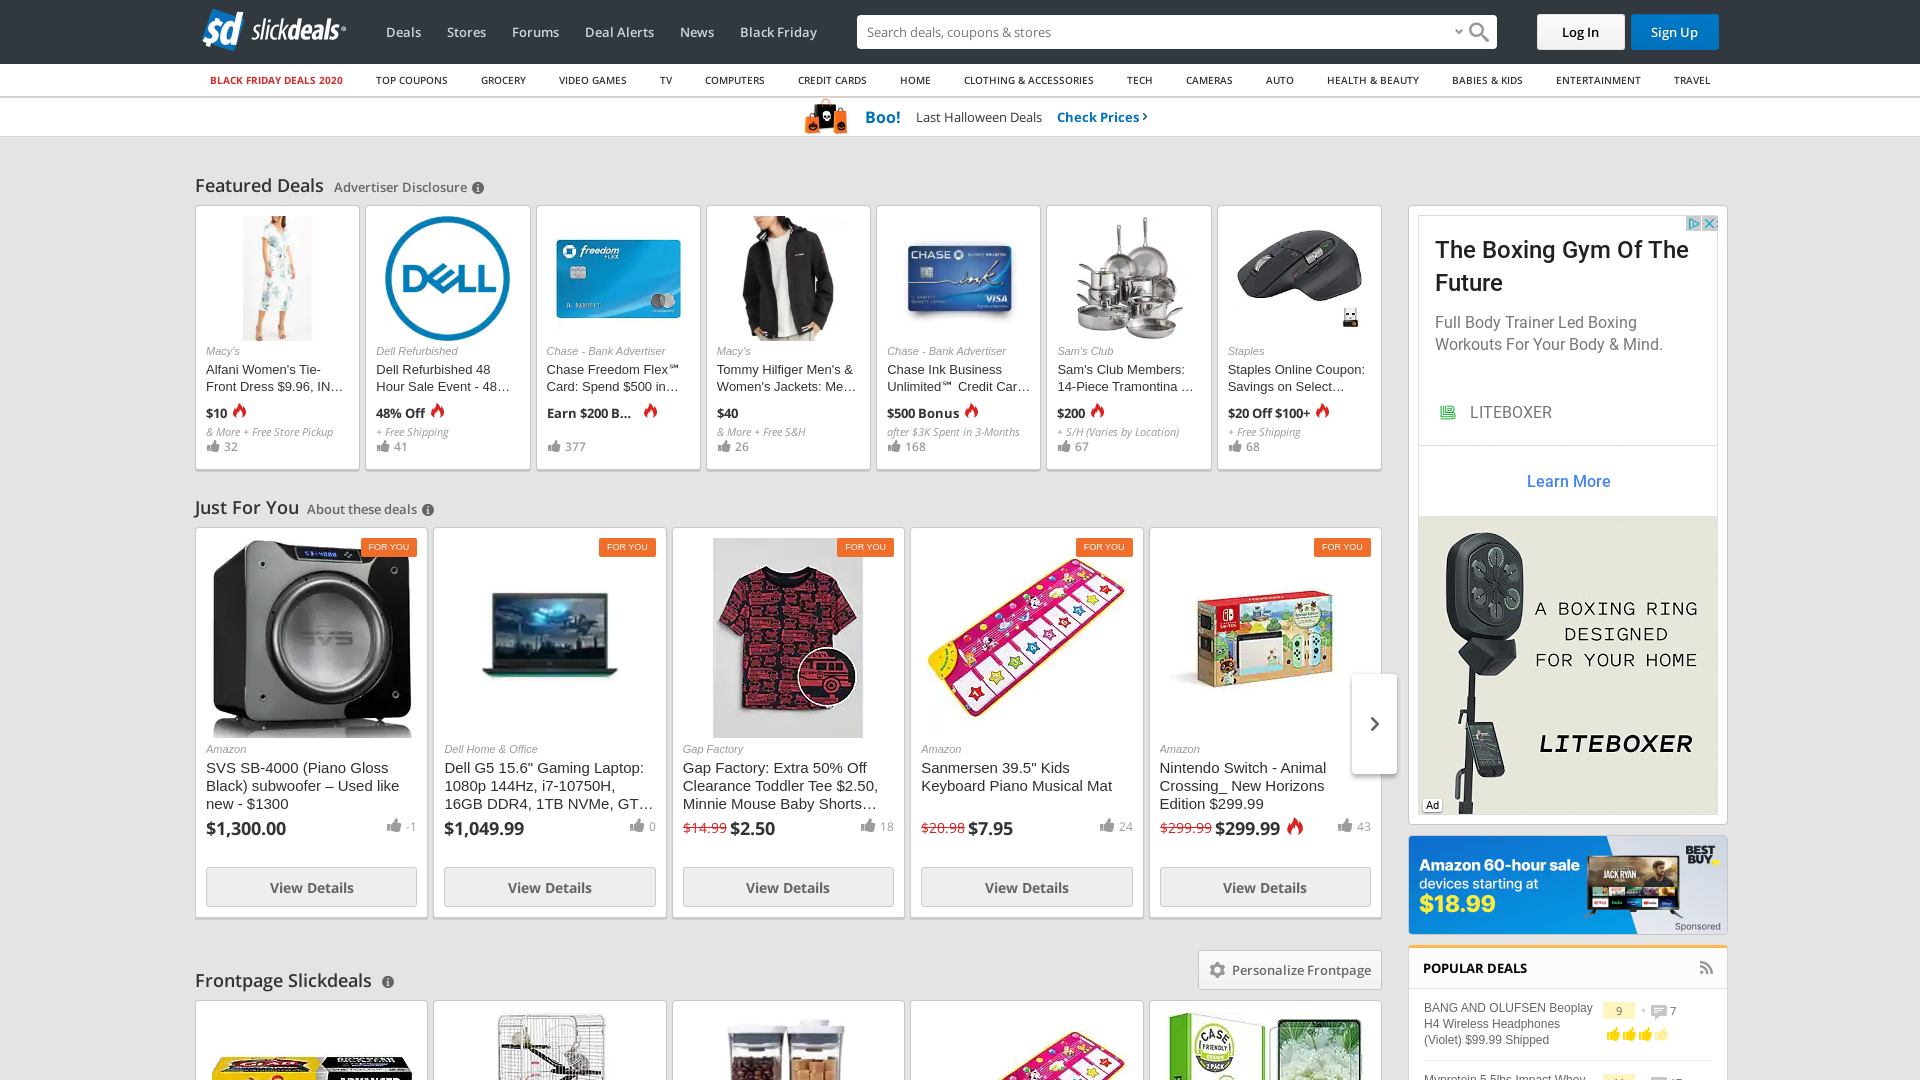 sd slickdeals
Deals
Stores
Forums
Deal Alerts
News
Black Friday
Search deals, coupons & stores
Log In
Sign Up
BLACK FRIDAY DEALS 2020
TOP COUPONS
GROCERY
VIDEO GAMES
TV
COMPUTERS
CREDIT CARDS
HOME
CLOTHING & ACCESSORIES
TECH
CAMERAS
AUTO
HEALTH & BEAUTY
BABIES & KIDS
ENTERTAINMENT
TRAVEL
Boo! Last Halloween Deals Check Prices
Featured Deals Advertiser Disclosure
Macy's
Alfani Women's Tie-
Front Dress $9.96, IN…
$10
& More + Free Store Pickup
32
DELL
Dell Refurbished
Dell Refurbished 48
Hour Sale Event - 48…
48% Off
+ Free Shipping
41
freedom
FLEX
Chase - Bank Advertiser
Chase Freedom Flex℠
Card: Spend $500 in…
Earn $200 B…
377
Macy's
Tommy Hilfiger Men's &
Women's Jackets: Me…
$40
& More + Free S&H
26
CHASE
ink
VISA
Chase - Bank Advertiser
Chase Ink Business
Unlimited℠ Credit Car…
$500 Bonus
after $3K Spent in 3-Months
168
Sam's Club
Sam's Club Members:
14-Piece Tramontina …
$200
+ S/H (Varies by Location)
67
Staples
Staples Online Coupon:
Savings on Select…
$20 Off $100+
+ Free Shipping
68
Just For You About these deals
FOR YOU
SVS
Amazon
SVS SB-4000 (Piano Gloss
Black) subwoofer – Used like
new - $1300
$1,300.00
-1
View Details
FOR YOU
Dell Home & Office
Dell G5 15.6" Gaming Laptop:
1080p 144Hz, i7-10750H,
16GB DDR4, 1TB NVMe, GT…
$1,049.99
0
View Details
FOR YOU
Gap Factory
Gap Factory: Extra 50% Off
Clearance Toddler Tee $2.50,
Minnie Mouse Baby Shorts…
$14.99 $2.50
18
View Details
FOR YOU
Amazon
Sanmersen 39.5" Kids
Keyboard Piano Musical Mat
$20.98 $7.95
24
View Details
FOR YOU
Amazon
Nintendo Switch - Animal
Crossing_ New Horizons
Edition $299.99
$299.99 $299.99
43
View Details
The Boxing Gym Of The
Future
Full Body Trainer Led Boxing
Workouts For Your Body & Mind.
LITEBOXER
Learn More
A BOXING RING
DESIGNED
FOR YOUR HOME
LITEBOXER
Ad
Amazon 60-hour sale
devices starting at
$18.99
BEST
BUY
JACK RYAN
Sponsored
POPULAR DEALS
BANG AND OLUFSEN Beoplay
H4 Wireless Headphones
(Violet) $99.99 Shipped
9
7
Myprotein 5.5lbs Impact Whey
Frontpage Slickdeals
Personalize Frontpage
CASE
FRIENDLY
2 PACK